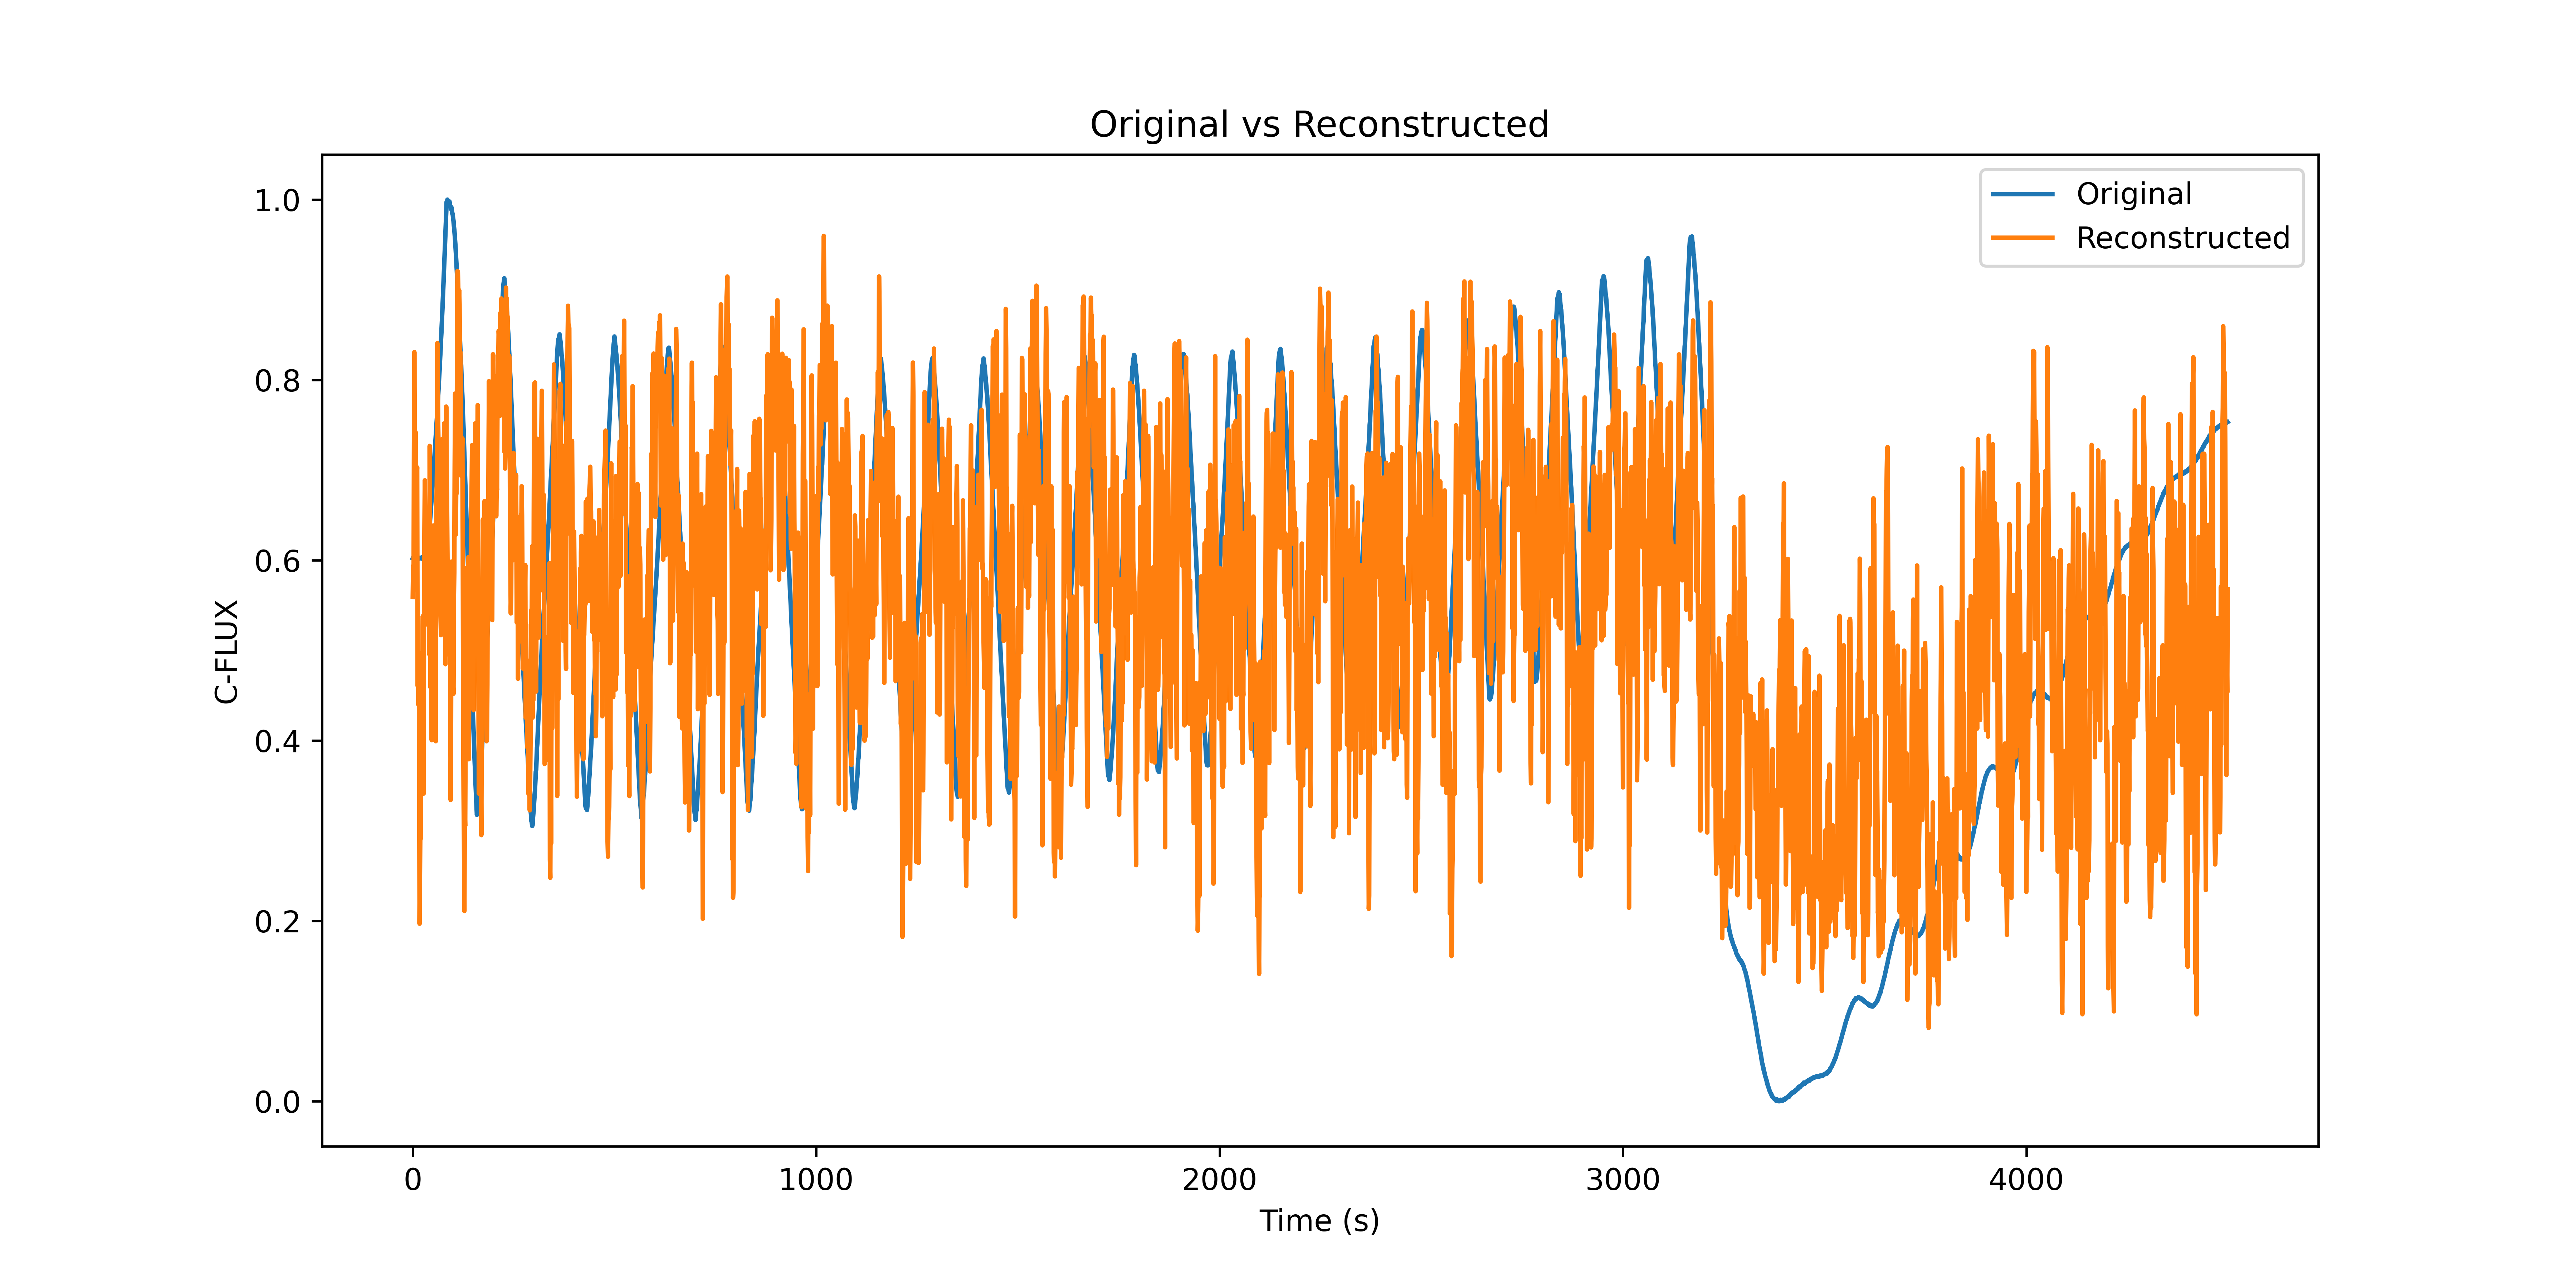 Original vs Reconstructed
Original
Reconstructed
C-FLUX
1.0
0.8
0.6
0.4
0.2
0.0
0 1000 2000 3000 4000
Time (s)